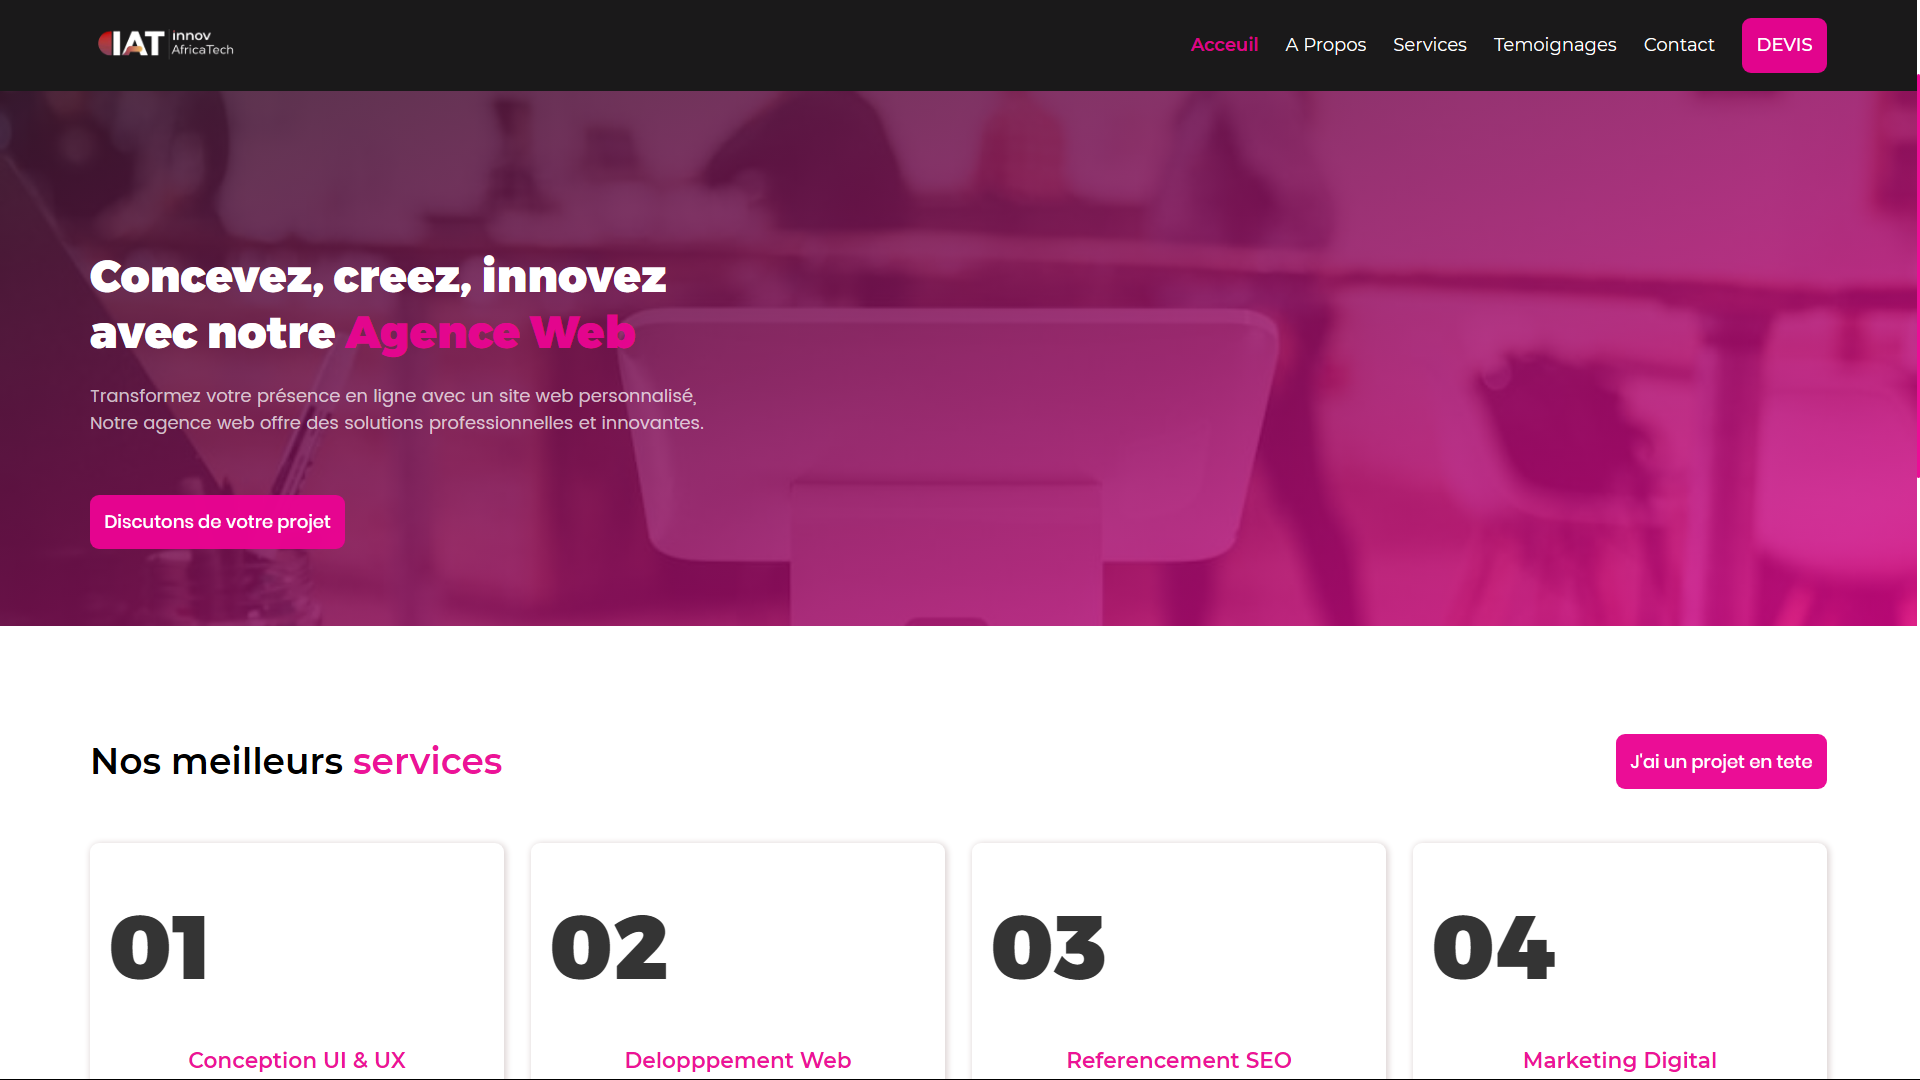 IAT innov
AfricaTech
Acceuil A Propos Services Temoignages Contact DEVIS
Concevez, creez, innovez
avec notre Agence Web
Transformez votre présence en ligne avec un site web personnalisé,
Notre agence web offre des solutions professionnelles et innovantes.
Discutons de votre projet
Nos meilleurs services
J'ai un projet en tete
01
02
03
04
Conception UI & UX
Delopppement Web
Referencement SEO
Marketing Digital